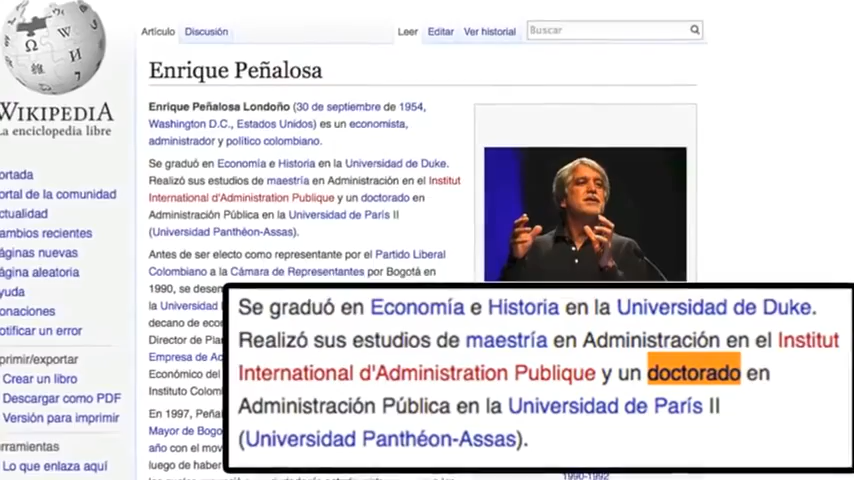 Artículo Discusión Leer Editar Ver historial Buscar
WIKIPEDIA
La enciclopedia libre
ortada
ortal de la comunidad
ctualidad
ambios recientes
áginas nuevas
ágina aleatoria
yuda
onaciones
otificar un error
primir/exportar
Crear un libro
Descargar como PDF
Versión para imprimir
rramientas
Lo que enlaza aquí
Enrique Peñalosa
Enrique Peñalosa Londoño (30 de septiembre de 1954,
Washington D.C., Estados Unidos) es un economista,
administrador y político colombiano.
Se graduó en Economía e Historia en la Universidad de Duke.
Realizó sus estudios de maestría en Administración en el Institut
International d'Administration Publique y un doctorado en
Administración Pública en la Universidad de París II
(Universidad Panthéon-Assas).
Antes de ser electo como representante por el Partido Liberal
Colombiano a la Cámara de Representantes por Bogotá en
1990, se desem
la Universidad
decano de eco
Director de Pla
Empresa de Ac
Económico del
Instituto Colom
En 1997, Peñal
Mayor de Bogo
año con el mov
luego de haber
Se graduó en Economía e Historia en la Universidad de Duke.
Realizó sus estudios de maestría en Administración en el Institut
International d'Administration Publique y un doctorado en
Administración Pública en la Universidad de París II
(Universidad Panthéon-Assas).
1990-1992